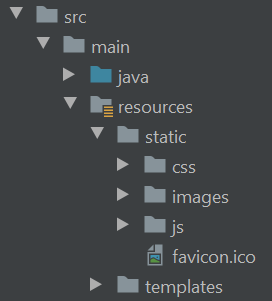 src
main
java
resources
static
css
images
js
favicon.ico
templates